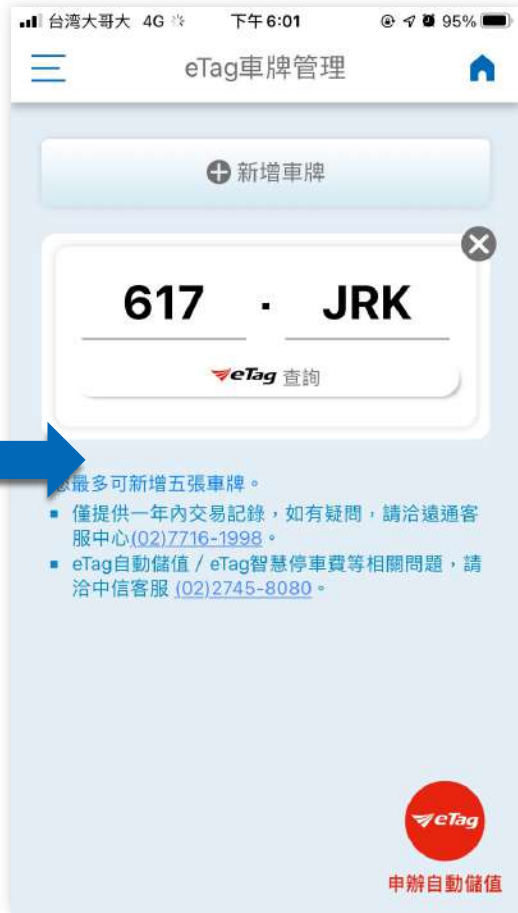 台湾大哥大 4G 下午6:01 95%
eTag車牌管理
新增車牌
617 · JRK
eTag 查詢
最多可新增五張車牌。
▪ 僅提供一年內交易記錄，如有疑問，請洽遠通客
服中心(02)7716-1998。
▪ eTag自動儲值 / eTag智慧停車費等相關問題，請
洽中信客服 (02)2745-8080。
eTag
申辦自動儲值